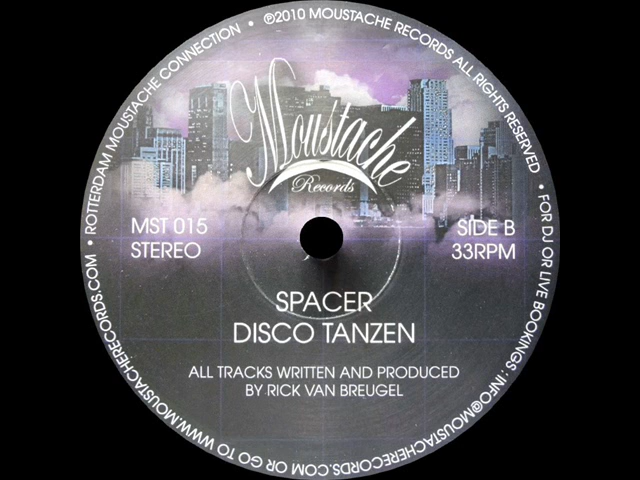 • ROTTERDAM MOUSTACHE CONNECTION • ℗2010 MOUSTACHE RECORDS ALL RIGHTS RESERVED • FOR DJ OR LIVE BOOKINGS : INFO@MOUSTACHERECORDS.COM OR GO TO WWW.MOUSTACHERECORDS.COM
Moustache
Records
MST 015
STEREO
SIDE B
33RPM
SPACER
DISCO TANZEN
ALL TRACKS WRITTEN AND PRODUCED
BY RICK VAN BREUGEL